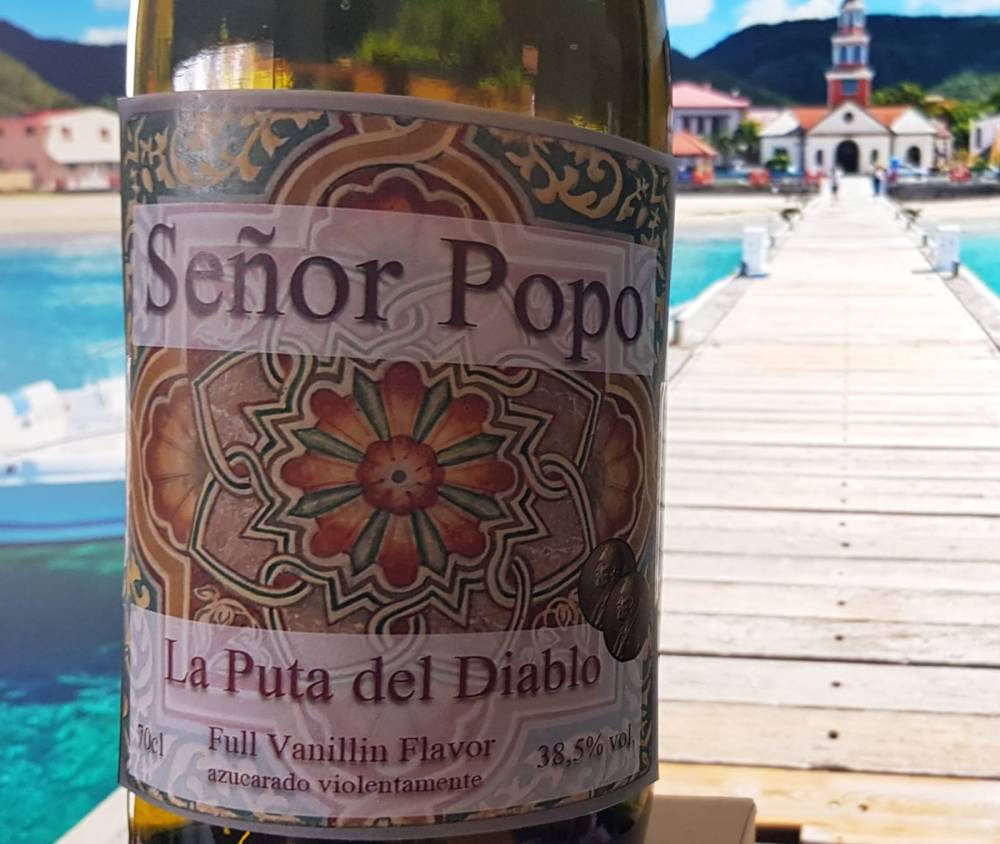 Señor Popo
La Puta del Diablo
70cl
Full Vanillin Flavor
38,5% vol.
azucarado violentamente